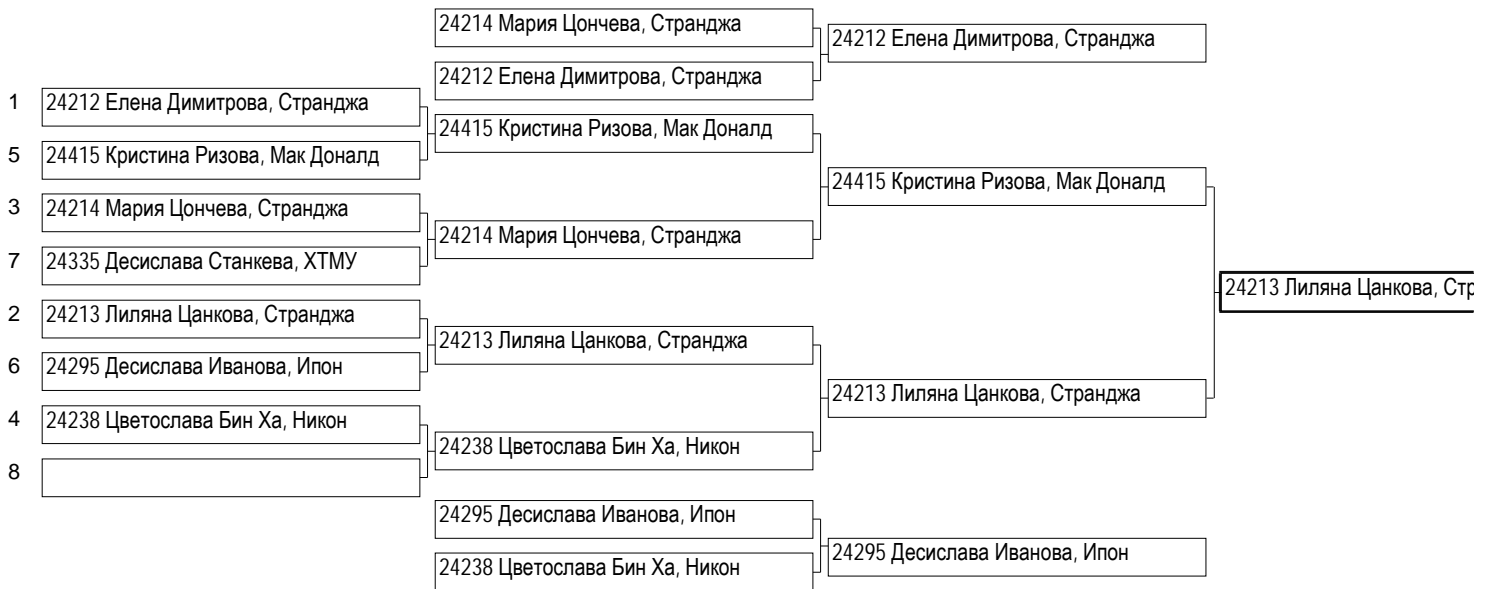 24214 Мария Цончева, Странджа
24212 Елена Димитрова, Странджа
24212 Елена Димитрова, Странджа
1 24212 Елена Димитрова, Странджа
24415 Кристина Ризова, Мак Доналд
5 24415 Кристина Ризова, Мак Доналд
24415 Кристина Ризова, Мак Доналд
3 24214 Мария Цончева, Странджа
24214 Мария Цончева, Странджа
7 24335 Десислава Станкева, ХТМУ
24213 Лиляна Цанкова, Стр
2 24213 Лиляна Цанкова, Странджа
24213 Лиляна Цанкова, Странджа
6 24295 Десислава Иванова, Ипон
24213 Лиляна Цанкова, Странджа
4 24238 Цветослава Бин Ха, Никон
24238 Цветослава Бин Ха, Никон
8
24295 Десислава Иванова, Ипон
24295 Десислава Иванова, Ипон
24238 Цветослава Бин Ха, Никон